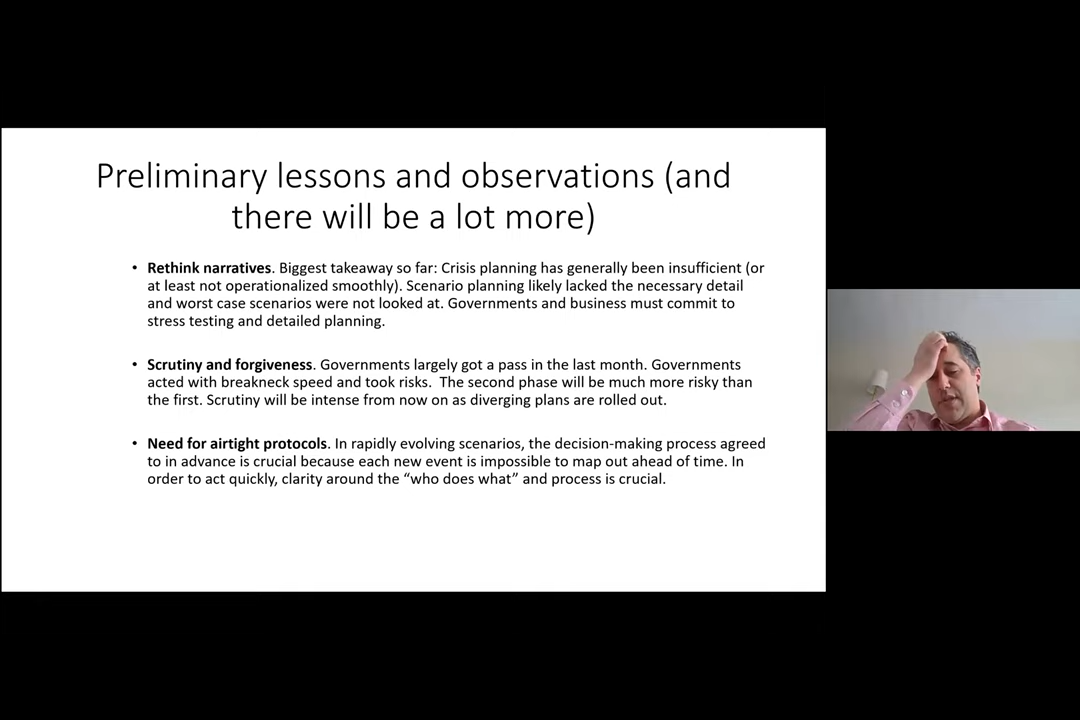 Preliminary lessons and observations (and
there will be a lot more)
• Rethink narratives. Biggest takeaway so far: Crisis planning has generally been insufficient (or
at least not operationalized smoothly). Scenario planning likely lacked the necessary detail
and worst case scenarios were not looked at. Governments and business must commit to
stress testing and detailed planning.
• Scrutiny and forgiveness. Governments largely got a pass in the last month. Governments
acted with breakneck speed and took risks.  The second phase will be much more risky than
the first. Scrutiny will be intense from now on as diverging plans are rolled out.
• Need for airtight protocols. In rapidly evolving scenarios, the decision-making process agreed
to in advance is crucial because each new event is impossible to map out ahead of time. In
order to act quickly, clarity around the “who does what” and process is crucial.